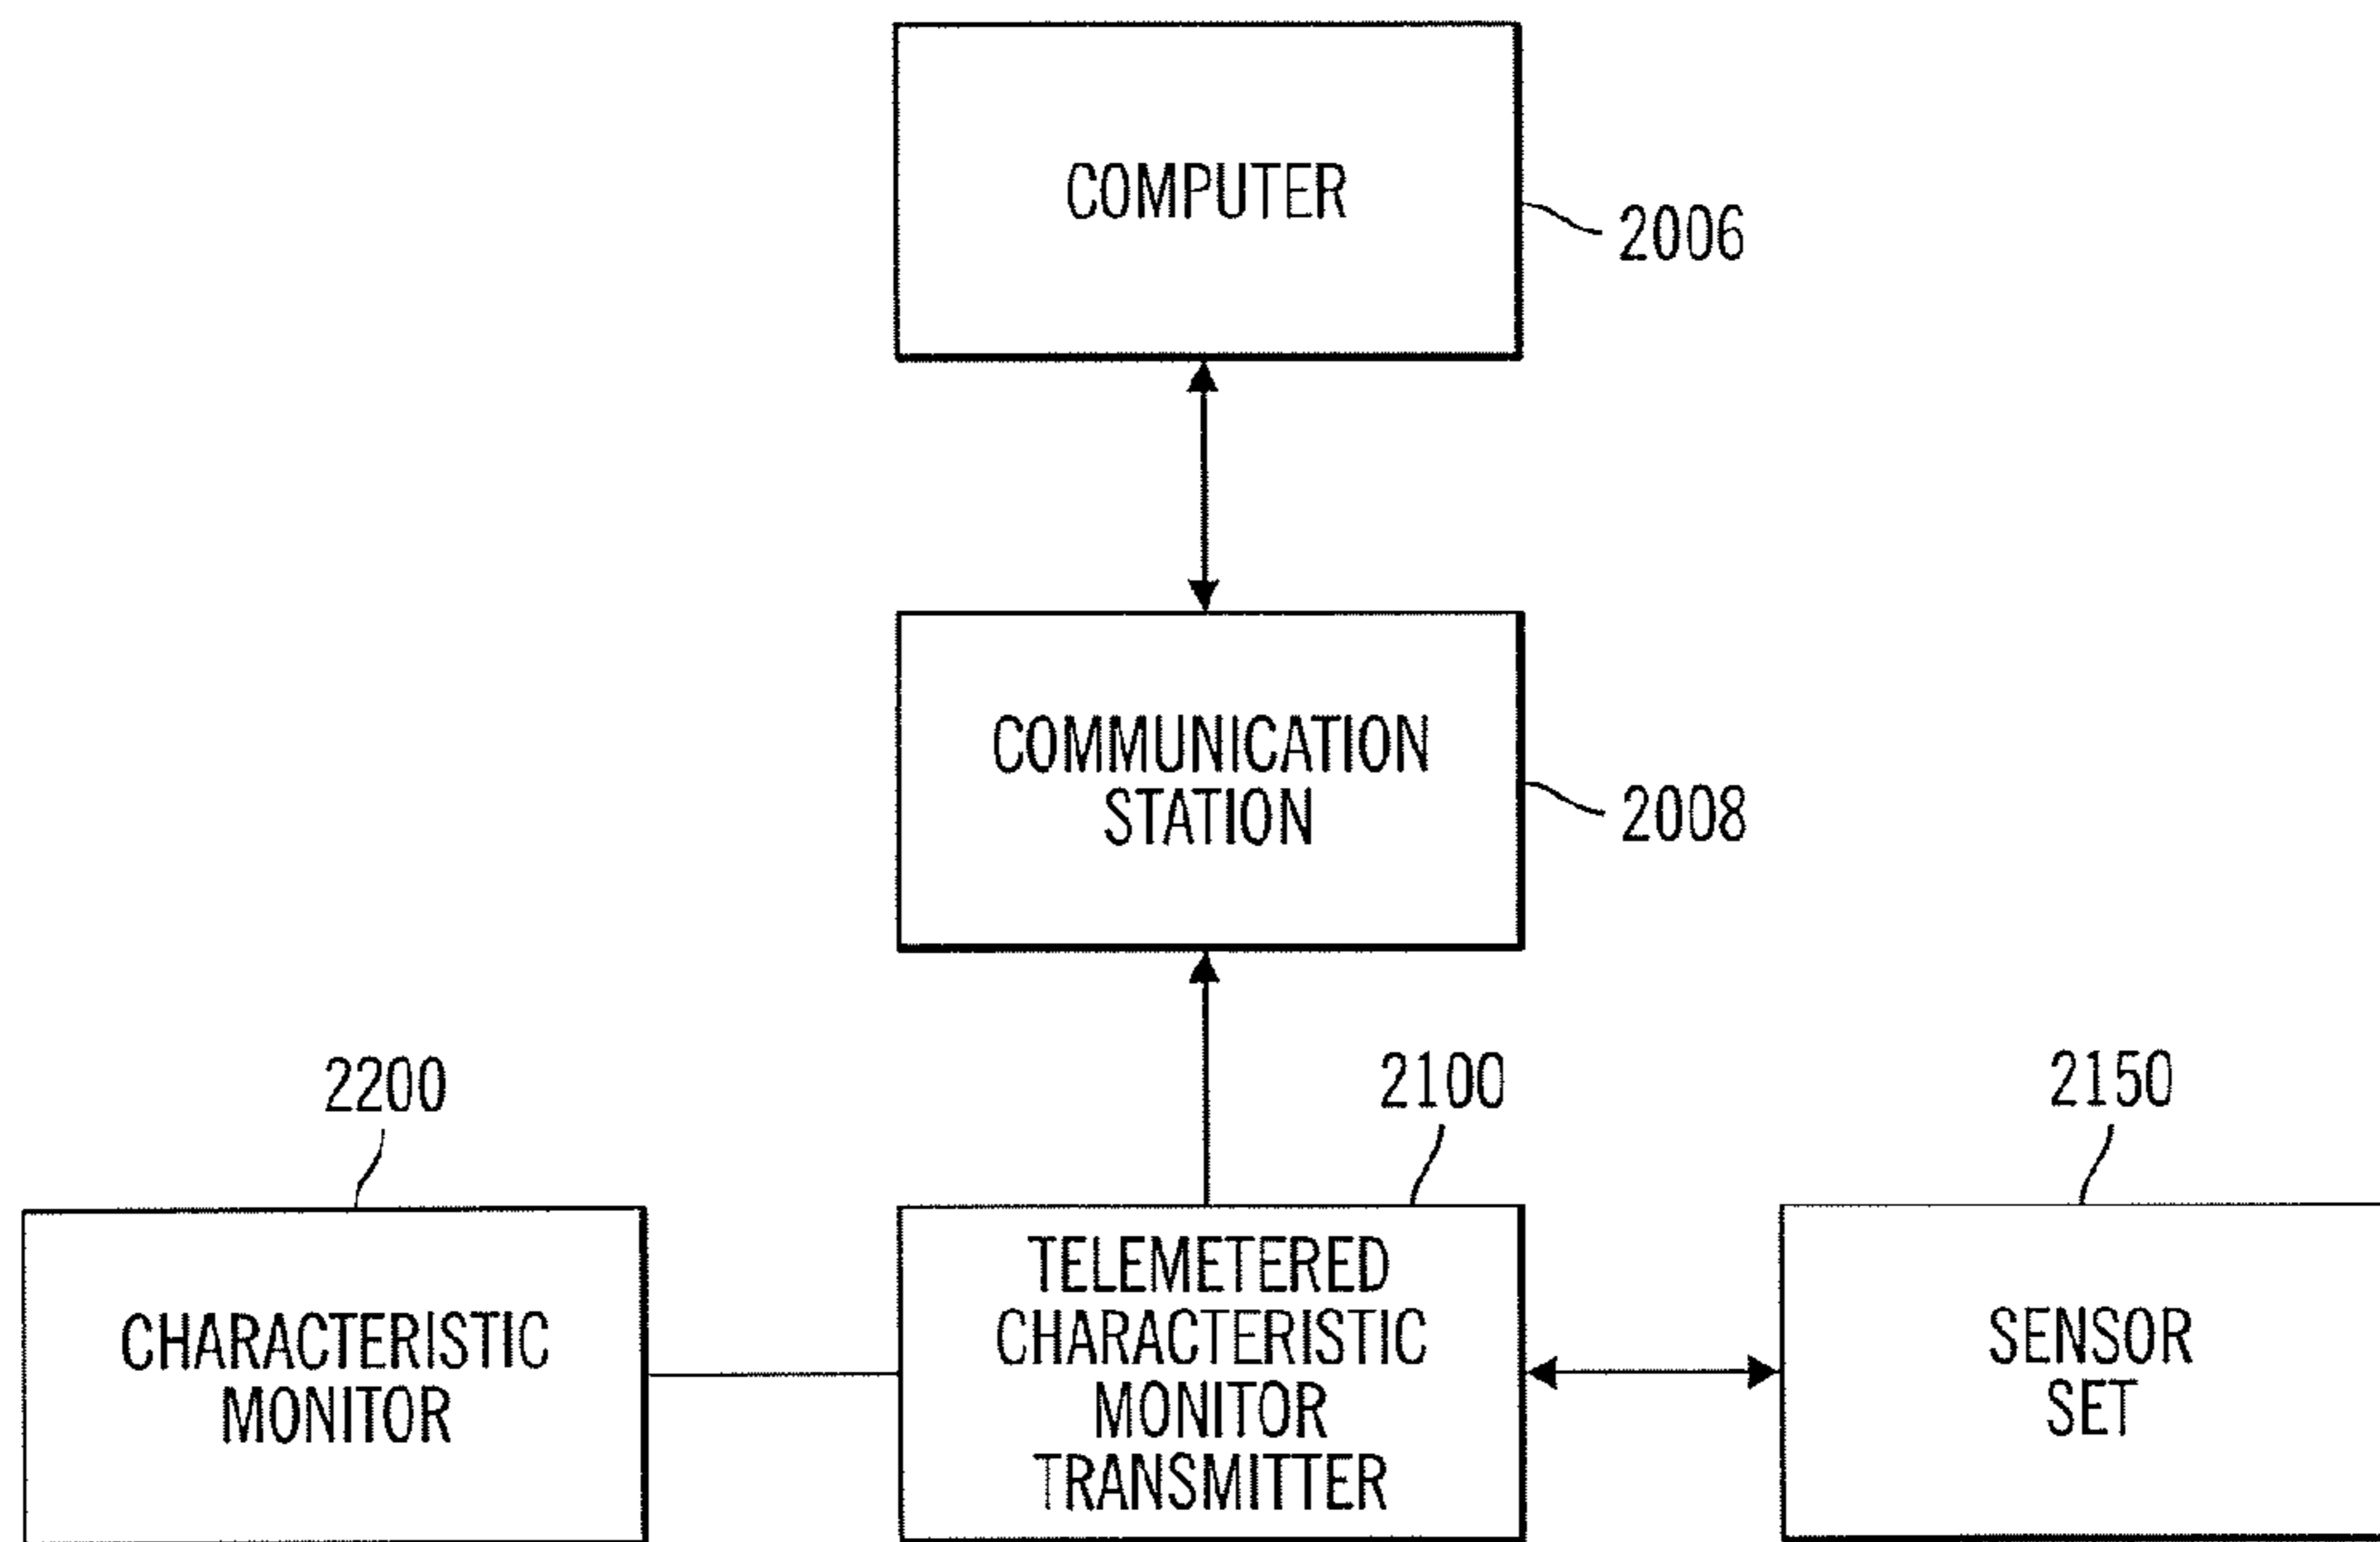 COMPUTER
2006
COMMUNICATION
STATION
2008
2200
2100
2150
CHARACTERISTIC
MONITOR
TELEMETERED
CHARACTERISTIC
MONITOR
TRANSMITTER
SENSOR
SET